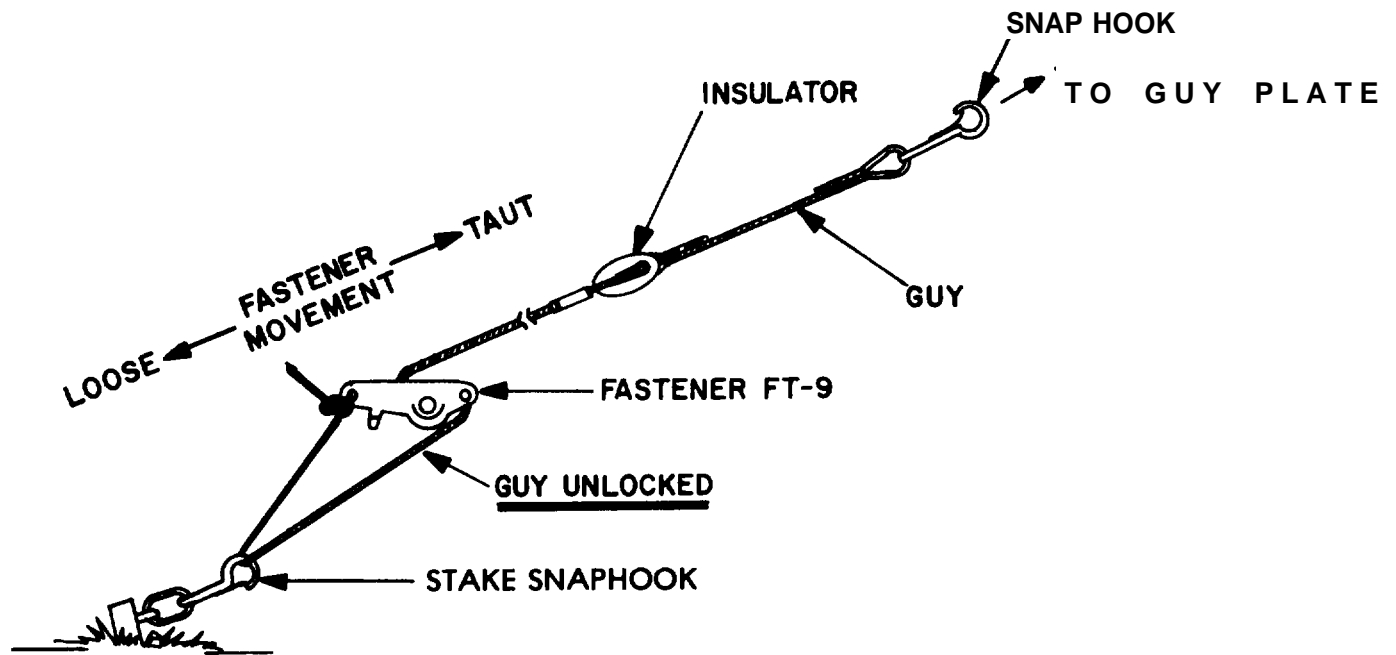 SNAP HOOK
TO GUY PLATE
INSULATOR
TAUT
FASTENER
MOVEMENT
LOOSE
GUY
FASTENER FT-9
GUY UNLOCKED
STAKE SNAPHOOK